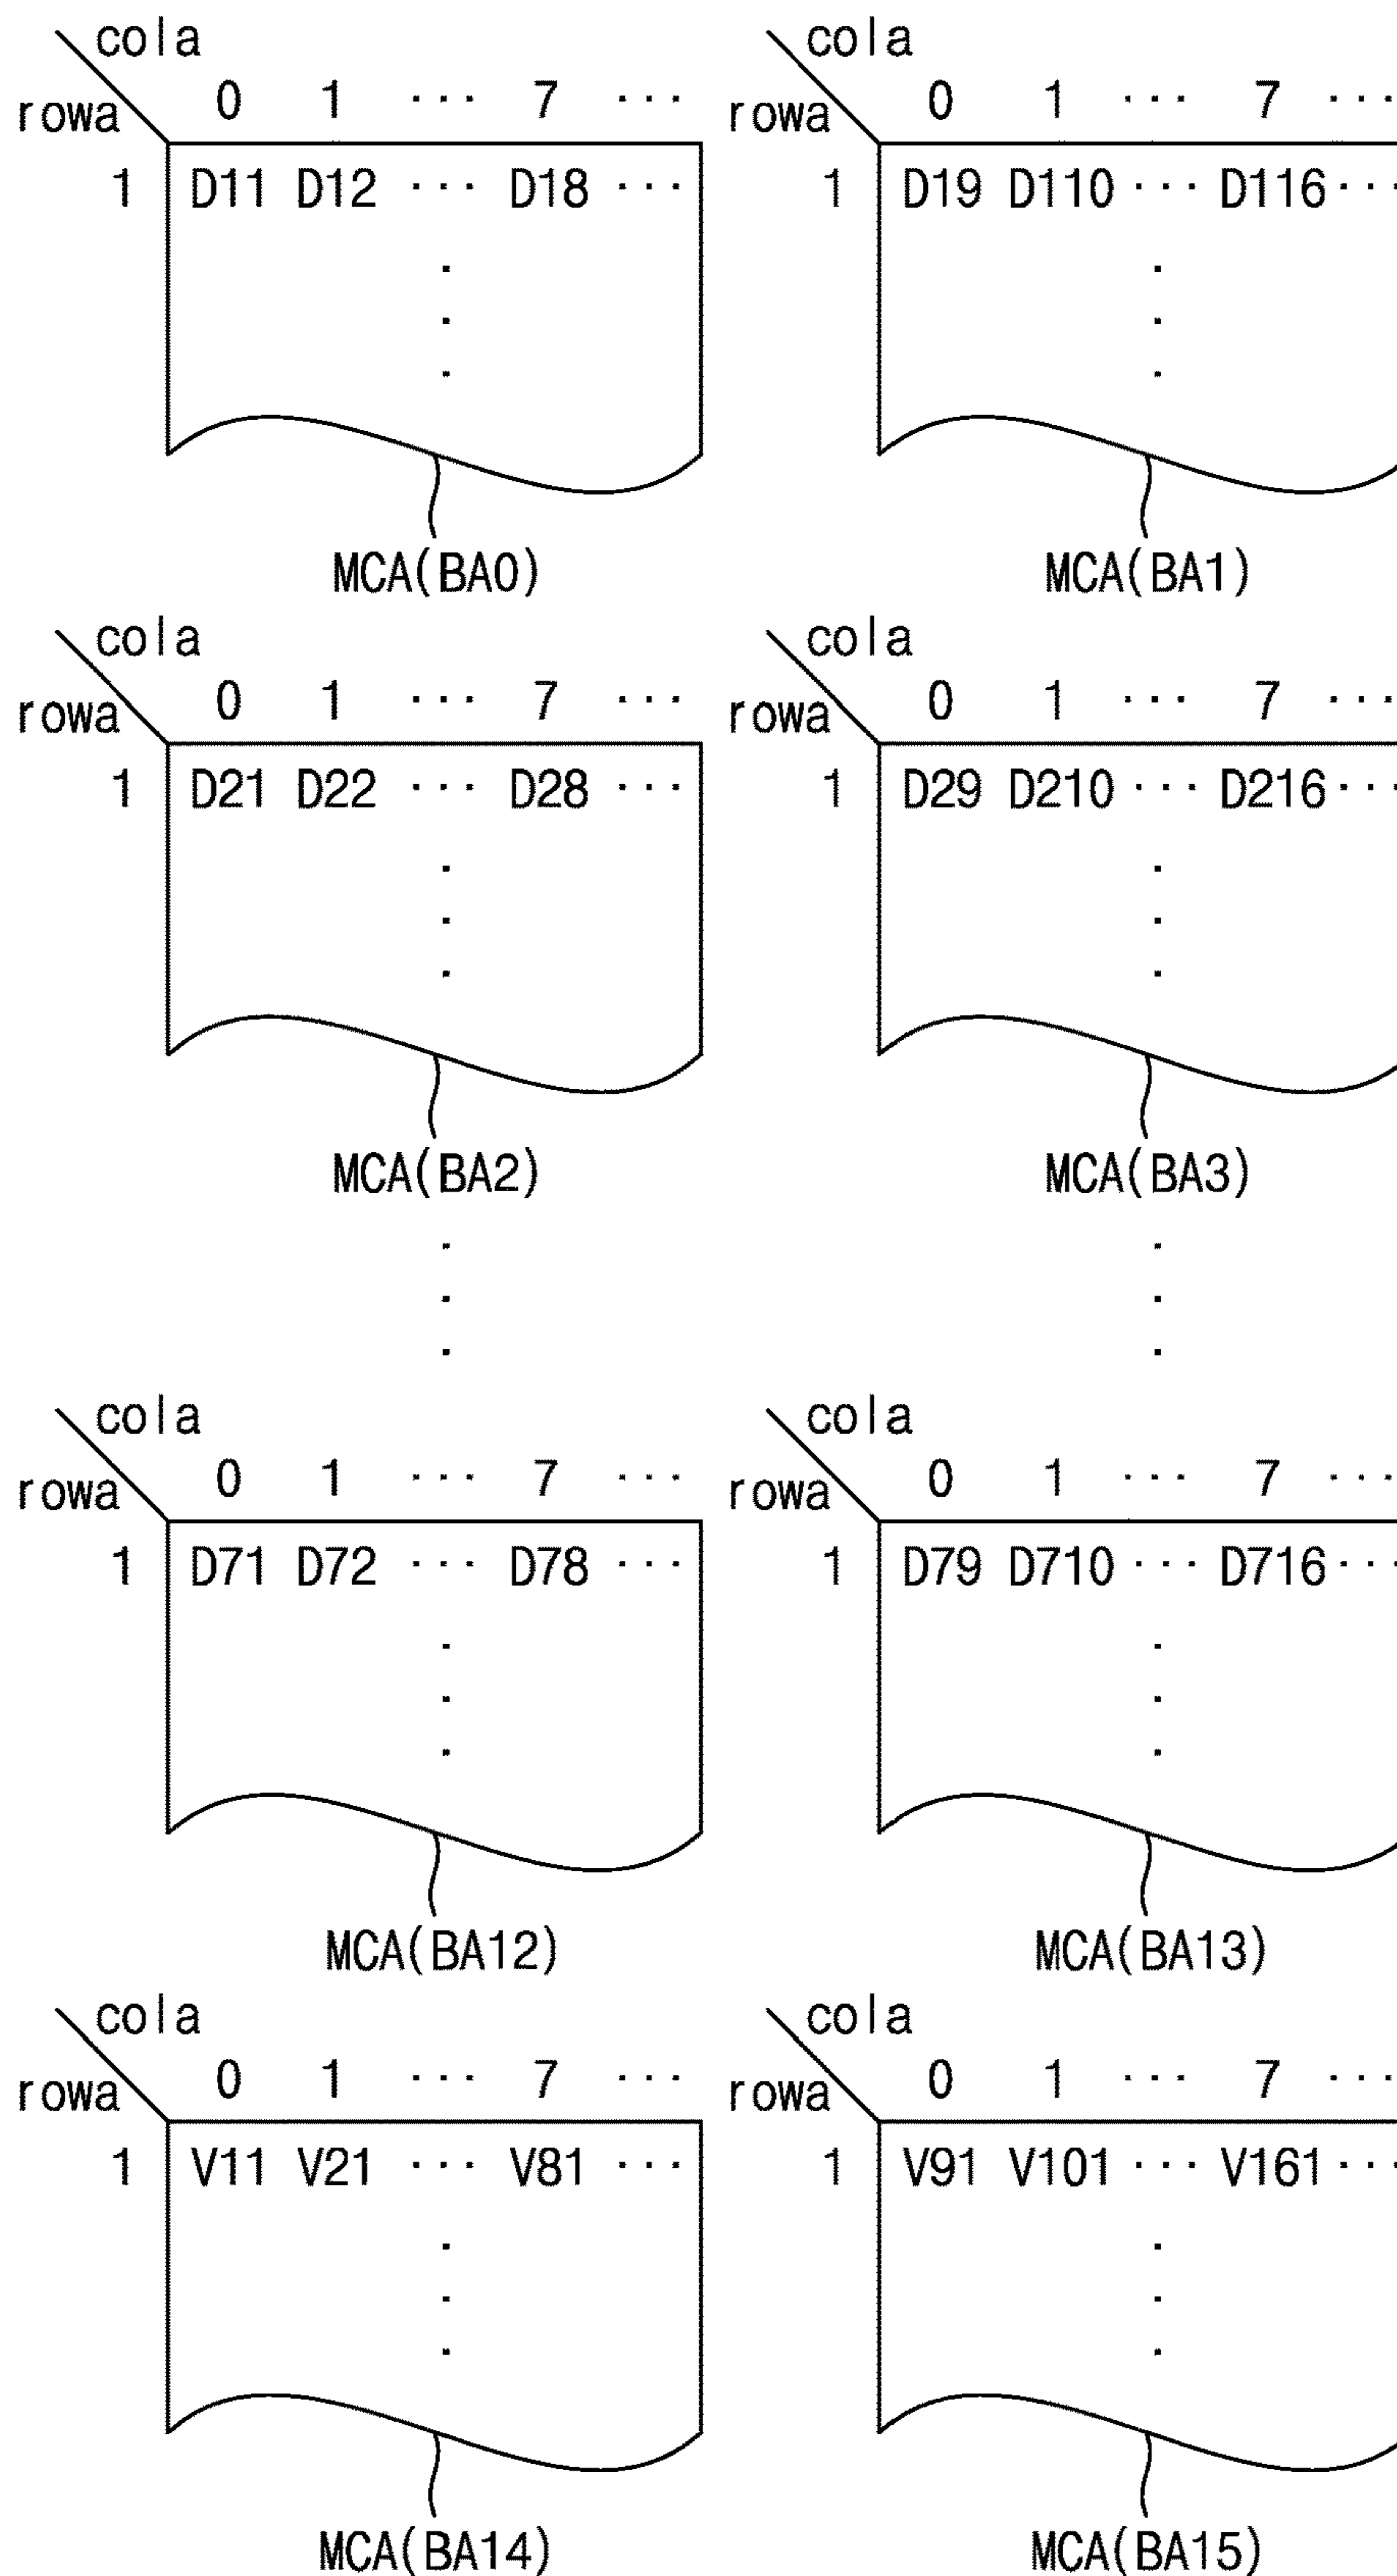 cola cola
rowa 0 1 ··· 7 ··· rowa 0 1 ··· 7 ···
1 D11 D12 ··· D18 ··· 1 D19 D110 ··· D116 ···
MCA(BA0) MCA(BA1)
cola cola
rowa 0 1 ··· 7 ··· rowa 0 1 ··· 7 ···
1 D21 D22 ··· D28 ··· 1 D29 D210 ··· D216 ···
MCA(BA2) MCA(BA3)
cola cola
rowa 0 1 ··· 7 ··· rowa 0 1 ··· 7 ···
1 D71 D72 ··· D78 ··· 1 D79 D710 ··· D716 ···
MCA(BA12) MCA(BA13)
cola cola
rowa 0 1 ··· 7 ··· rowa 0 1 ··· 7 ···
1 V11 V21 ··· V81 ··· 1 V91 V101 ··· V161 ···
MCA(BA14) MCA(BA15)